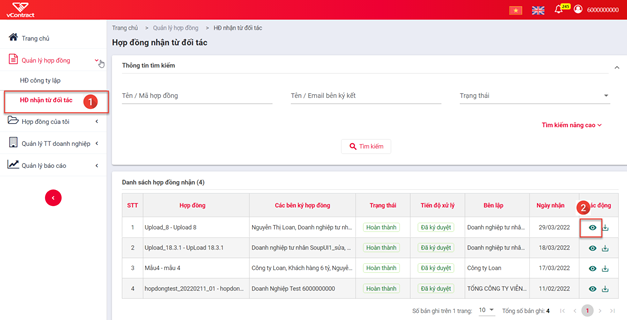 vContract
245
6000000000
Trang chủ
Quản lý hợp đồng
HĐ công ty lập
HĐ nhận từ đối tác
1
Hợp đồng của tôi
Quản lý TT doanh nghiệp
Quản lý báo cáo
Trang chủ > Quản lý hợp đồng > HĐ nhận từ đối tác
Hợp đồng nhận từ đối tác
Thông tin tìm kiếm
Tên / Mã hợp đồng Tên / Email bên ký kết Trạng thái
Tìm kiếm nâng cao
Tìm kiếm
Danh sách hợp đồng nhận (4)
2
STT Hợp đồng Các bên ký hợp đồng Trạng thái Tiến độ xử lý Bên lập Ngày nhận động
1 Upload_8 - Upload 8 Nguyễn Thị Loan, Doanh nghiệp tư nh... Hoàn thành Đã ký duyệt Doanh nghiệp tư nhâ... 29/03/2022
2 Upload_18.3.1 - UpLoad 18.3.1 Doanh nghiệp tư nhân SoupUI1_sửa, ... Hoàn thành Đã ký duyệt Doanh nghiệp tư nhâ... 18/03/2022
3 Mẫu4 - mẫu 4 Công ty Loan, Khách hàng 6 tỷ, Nguyễ... Hoàn thành Đã ký duyệt Công ty Loan 17/03/2022
4 hopdongtest_20220211_01 - hopdon... Doanh Nghiệp Test 6000000000 Hoàn thành Đã ký duyệt TỔNG CÔNG TY VIỄN... 11/02/2022
Số bản ghi trên 1 trang: 10 Tổng số bản ghi: 4 1